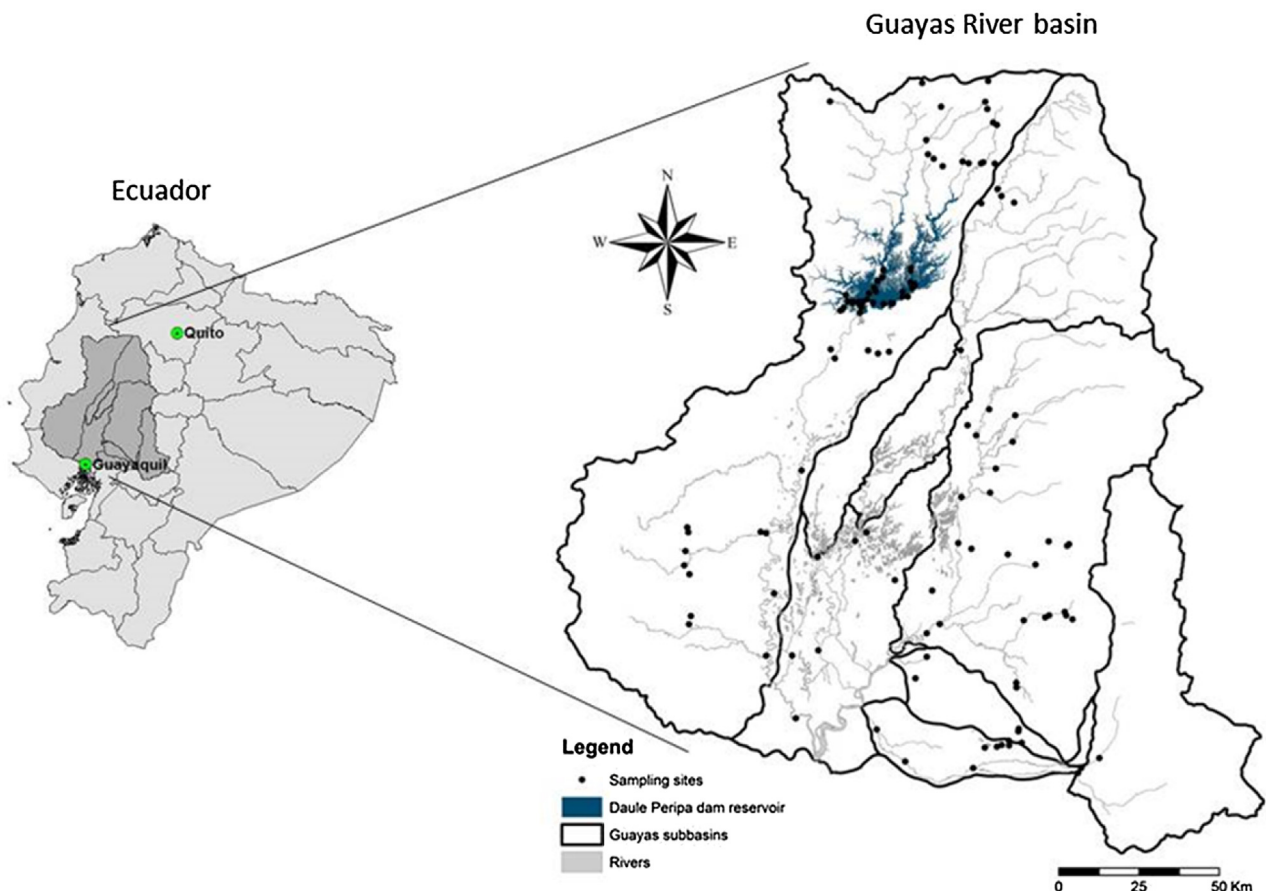 Guayas River basin
Ecuador
N
W
E
S
Quito
Guayaquil
Legend
Sampling sites
Daule Peripa dam reservoir
Guayas subbasins
Rivers
0 25 50 Km